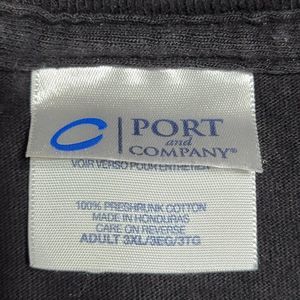 PORT
and
COMPANY®
VOIR VERSO POUR ENTRETIEN
100% PRESHRUNK COTTON
MADE IN HONDURAS
CARE ON REVERSE
ADULT 3XL/3EG/3TG